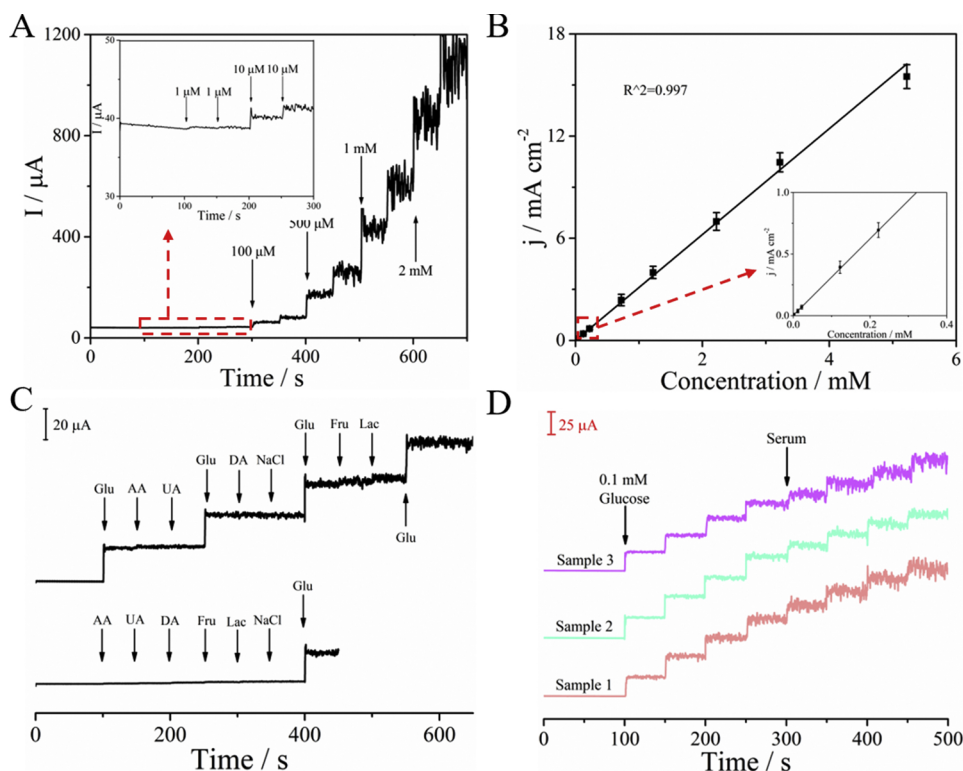 A
1200
1000
800
600
400
200
0
I / μA
0
200
400
600
Time / s
50
40
30
I / μA
0
100
200
300
Time / s
1 μM
1 μM
10 μM
10 μM
100 μM
500 μM
1 mM
2 mM
B
18
12
6
0
j / mA cm⁻²
0
2
4
6
Concentration / mM
R^2=0.997
1.0
0.5
0.0
j / mA cm⁻²
0.0
0.2
0.4
Concentration / mM
C
20 μA
Glu
AA
UA
Glu
DA
NaCl
Glu
Fru
Lac
Glu
AA
UA
DA
Fru
Lac
NaCl
Glu
0
200
400
600
Time / s
D
25 μA
0.1 mM
Glucose
Serum
Sample 3
Sample 2
Sample 1
0
100
200
300
400
500
Time / s